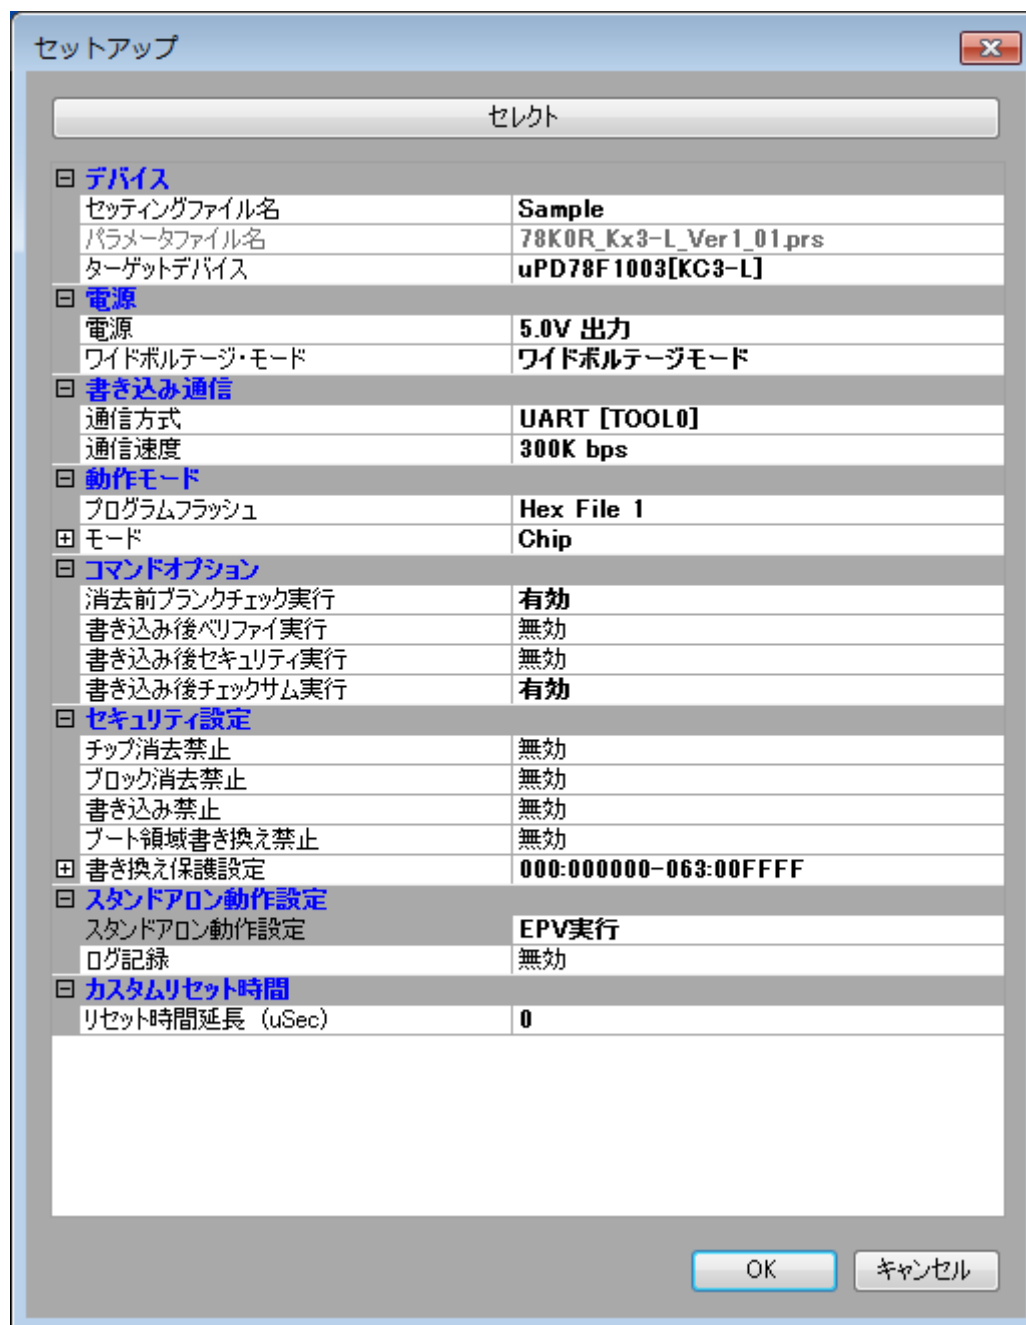 セットアップ
セレクト
デバイス
セッティングファイル名 Sample
パラメータファイル名 78K0R_Kx3-L_Ver1_01.prs
ターゲットデバイス uPD78F1003[KC3-L]
電源
電源 5.0V 出力
ワイドボルテージ・モード ワイドボルテージモード
書き込み通信
通信方式 UART [TOOL0]
通信速度 300K bps
動作モード
プログラムフラッシュ Hex File 1
モード Chip
コマンドオプション
消去前ブランクチェック実行 有効
書き込み後ベリファイ実行 無効
書き込み後セキュリティ実行 無効
書き込み後チェックサム実行 有効
セキュリティ設定
チップ消去禁止 無効
ブロック消去禁止 無効
書き込み禁止 無効
ブート領域書き換え禁止 無効
書き換え保護設定 000:000000-063:00FFFF
スタンドアロン動作設定
スタンドアロン動作設定 EPV実行
ログ記録 無効
カスタムリセット時間
リセット時間延長 (uSec) 0
OK キャンセル